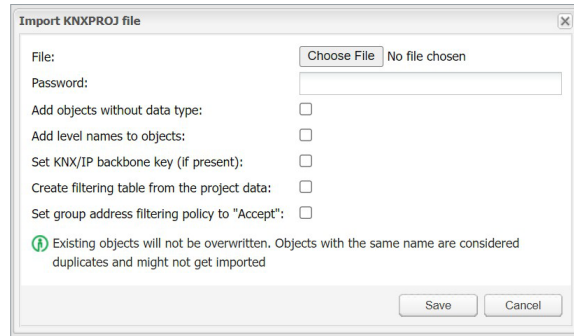 Import KNXPROJ file
File: Choose File No file chosen
Password:
Add objects without data type:
Add level names to objects:
Set KNX/IP backbone key (if present):
Create filtering table from the project data:
Set group address filtering policy to "Accept":
Existing objects will not be overwritten. Objects with the same name are considered
duplicates and might not get imported
Save Cancel